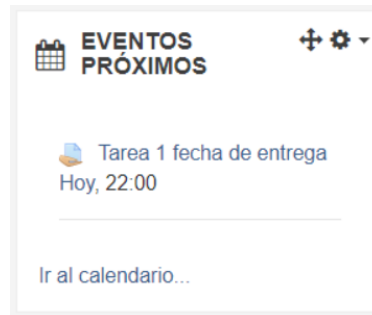 EVENTOS
PRÓXIMOS
Tarea 1 fecha de entrega
Hoy, 22:00
Ir al calendario...